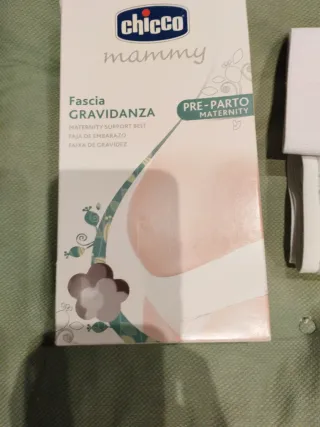 chicco
mammy
Fascia
GRAVIDANZA
MATERNITY SUPPORT BELT
FAJA DE EMBARAZO
FAIXA DE GRAVIDEZ
PRE-PARTO
MATERNITY